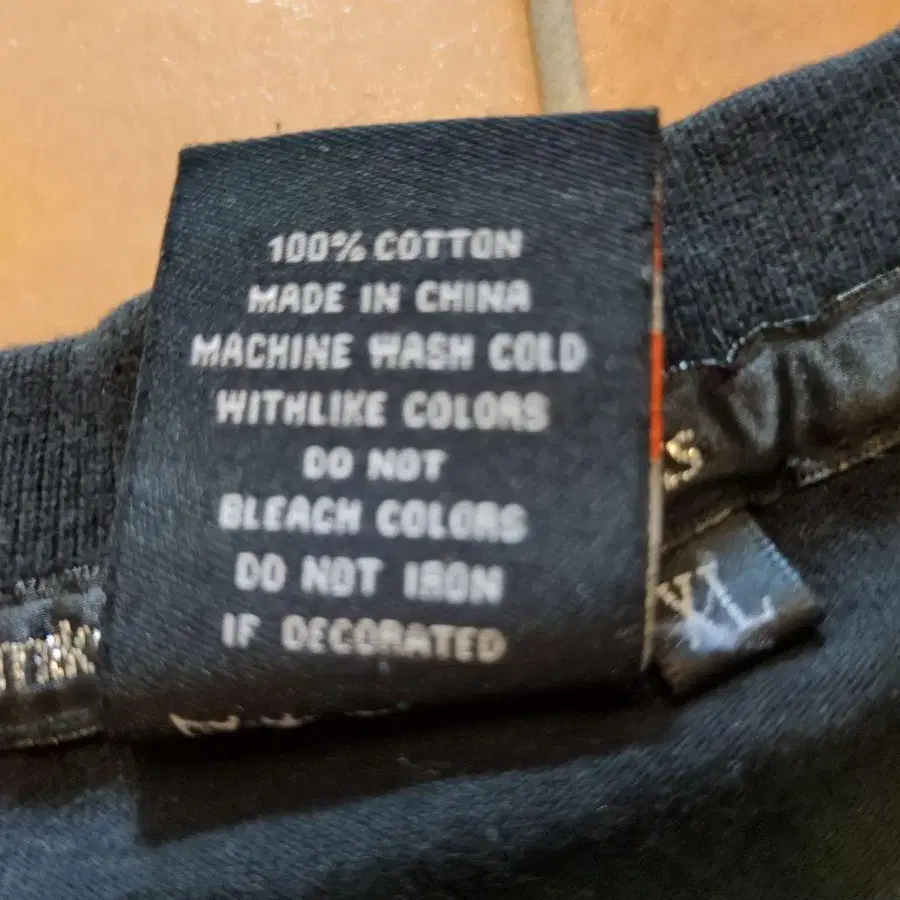 100% COTTON
MADE IN CHINA
MACHINE WASH COLD
WITHLIKE COLORS
DO NOT
BLEACH COLORS
DO NOT IRON
IF DECORATED
XL